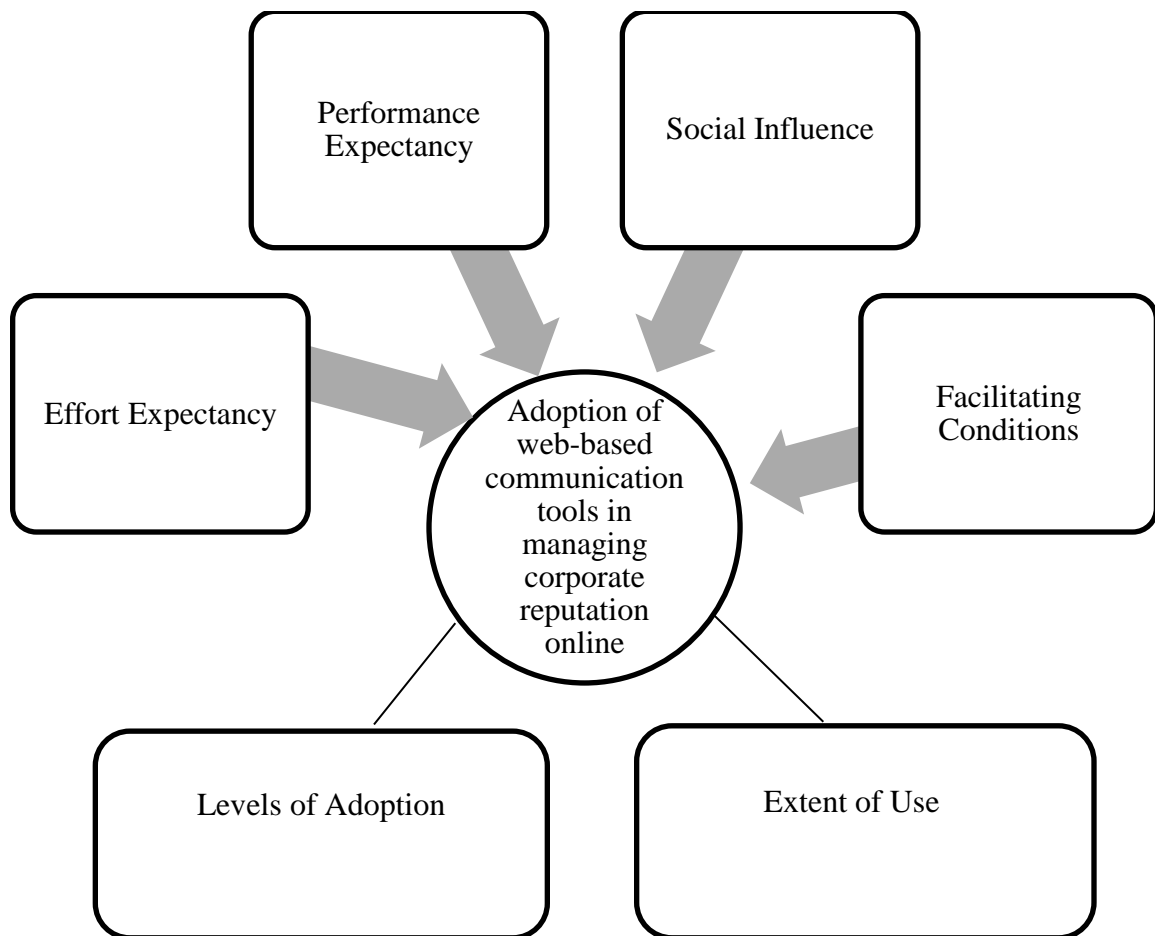 Performance
Expectancy
Social Influence
Effort Expectancy
Facilitating
Conditions
Adoption of
web-based
communication
tools in
managing
corporate
reputation
online
Levels of Adoption
Extent of Use